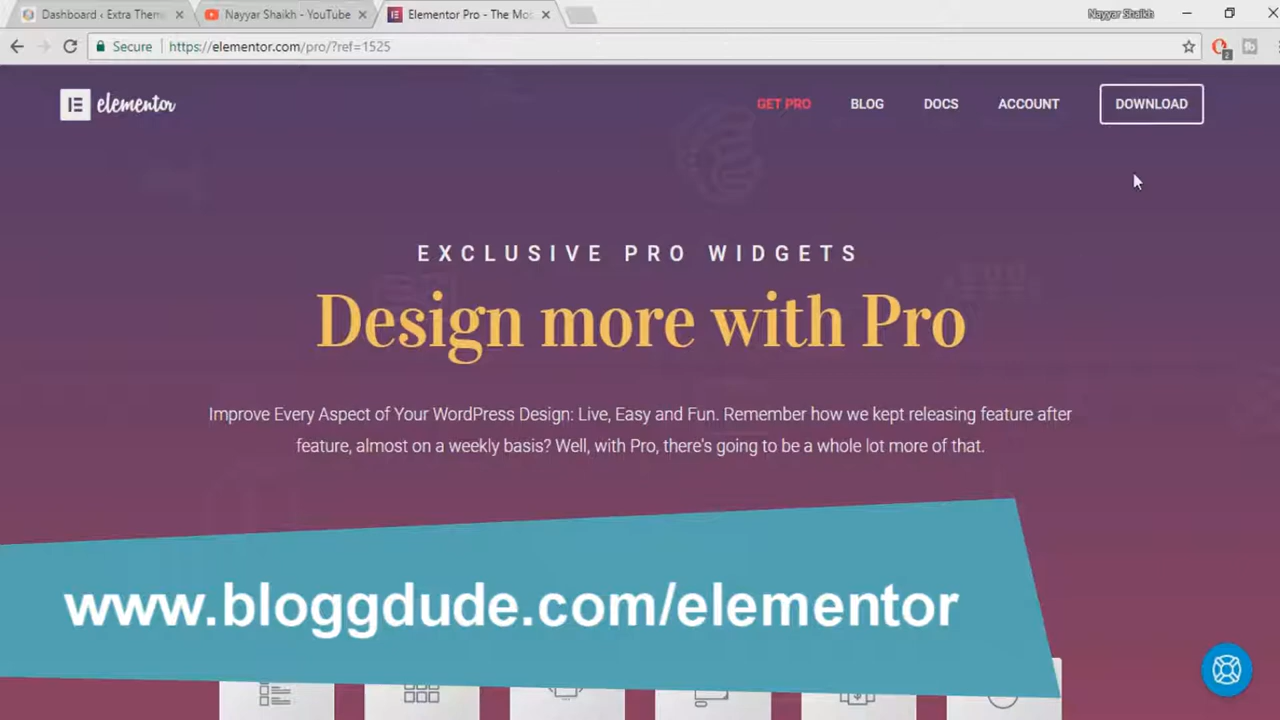 Dashboard ‹ Extra Them
Nayyar Shaikh - YouTube
Elementor Pro - The Mos
Nayyar Shaikh
Secure
https://elementor.com/pro/?ref=1525
2
elementor
GET PRO
BLOG
DOCS
ACCOUNT
DOWNLOAD
EXCLUSIVE PRO WIDGETS
Design more with Pro
Improve Every Aspect of Your WordPress Design: Live, Easy and Fun. Remember how we kept releasing feature after
feature, almost on a weekly basis? Well, with Pro, there's going to be a whole lot more of that.
www.bloggdude.com/elementor